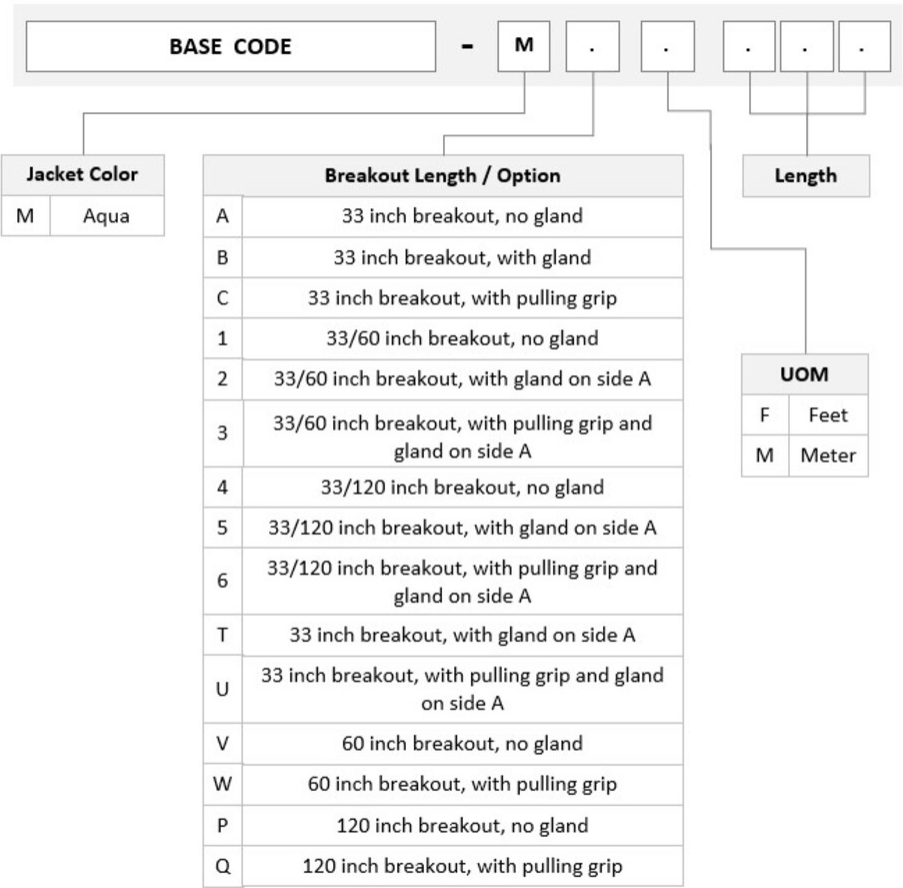 BASE CODE - M . . . . .
Jacket Color
M Aqua
Breakout Length / Option
A 33 inch breakout, no gland
B 33 inch breakout, with gland
C 33 inch breakout, with pulling grip
1 33/60 inch breakout, no gland
2 33/60 inch breakout, with gland on side A
3 33/60 inch breakout, with pulling grip and
gland on side A
4 33/120 inch breakout, no gland
5 33/120 inch breakout, with gland on side A
6 33/120 inch breakout, with pulling grip and
gland on side A
T 33 inch breakout, with gland on side A
U 33 inch breakout, with pulling grip and gland
on side A
V 60 inch breakout, no gland
W 60 inch breakout, with pulling grip
P 120 inch breakout, no gland
Q 120 inch breakout, with pulling grip
Length
UOM
F Feet
M Meter